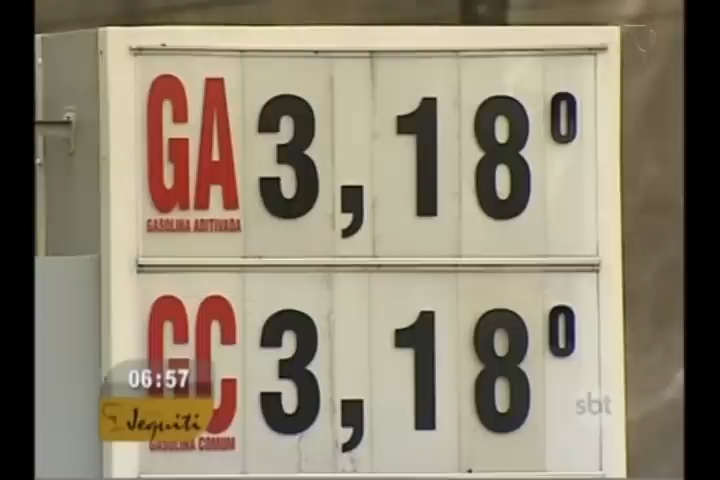 GA 3,18⁰
GASOLINA ADITIVADA
GC 3,18⁰
06:57
Jequiti
GASOLINA COMUM
sbt